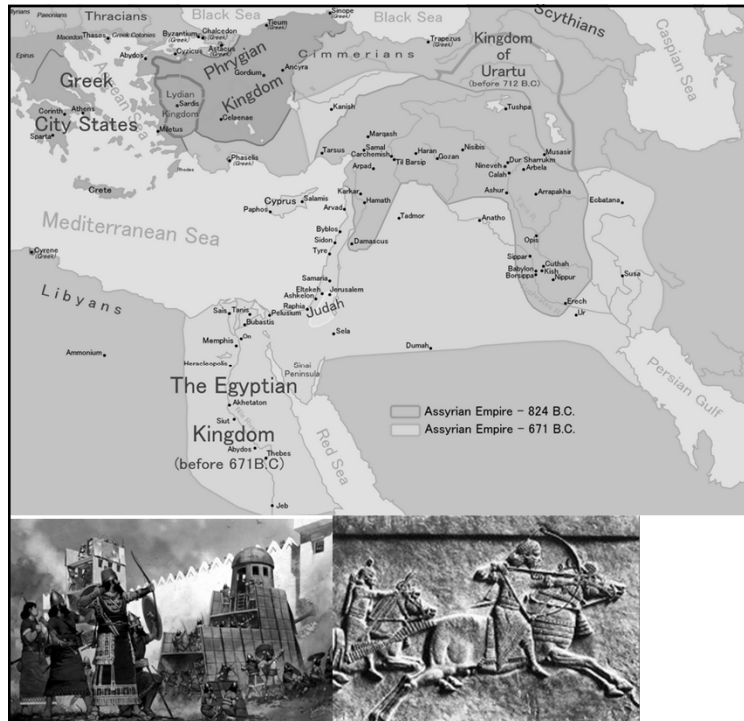 Thracians
Black Sea
Black Sea
Sinope
(Greek)
Scythians
Caspian Sea
Paeonians
Macedon
Thasos
Greek Colonies
Byzantium
Chalcedon
(Greek)
Tieum
(Greek)
Trapezus
(Greek)
Epirus
Abydos
Cyzicus
Astacus
(Greek)
Phrygian
Kingdom
Cimmerians
Kingdom
of
Urartu
(before 712 B.C)
Gordium
Ancyra
Greek
City States
Aegean Sea
Lydian
Kingdom
Sardis
Celaenae
Kanish
Tushpa
Corinth
Athens
Sparta
Miletus
Marqash
Tarsus
Samal
Carchemish
Til Barsip
Haran
Gozan
Nisibis
Musasir
Dur Sharrukm
Nineveh
Arbela
Calah
Phaselis
(Greek)
Rhodes
Arpad
Crete
Cyprus
Salamis
Paphos
Karkar
Hamath
Arvad
Ashur
Arrapakha
Ecbatana
Mediterranean Sea
Tadmor
Anatho
Byblos
Sidon
Tyre
Damascus
Opis
Sippar
Cuthah
Babylon
Kish
Borsippa
Nippur
Susa
Cyrene
(Greek)
Libyans
Samaria
Eltekeh
Jerusalem
Ashkelon
Raphia
Judah
Erech
Ur
Sais
Tanis
Pelusium
Bubastis
On
Memphis
Sela
Dumah
Ammonium
Heracleopolis
Sinai
Peninsula
Persian Gulf
The Egyptian
Kingdom
(before 671B.C)
Akhetaton
Siut
Abydos
Thebes
Jeb
Red Sea
Assyrian Empire - 824 B.C.
Assyrian Empire - 671 B.C.